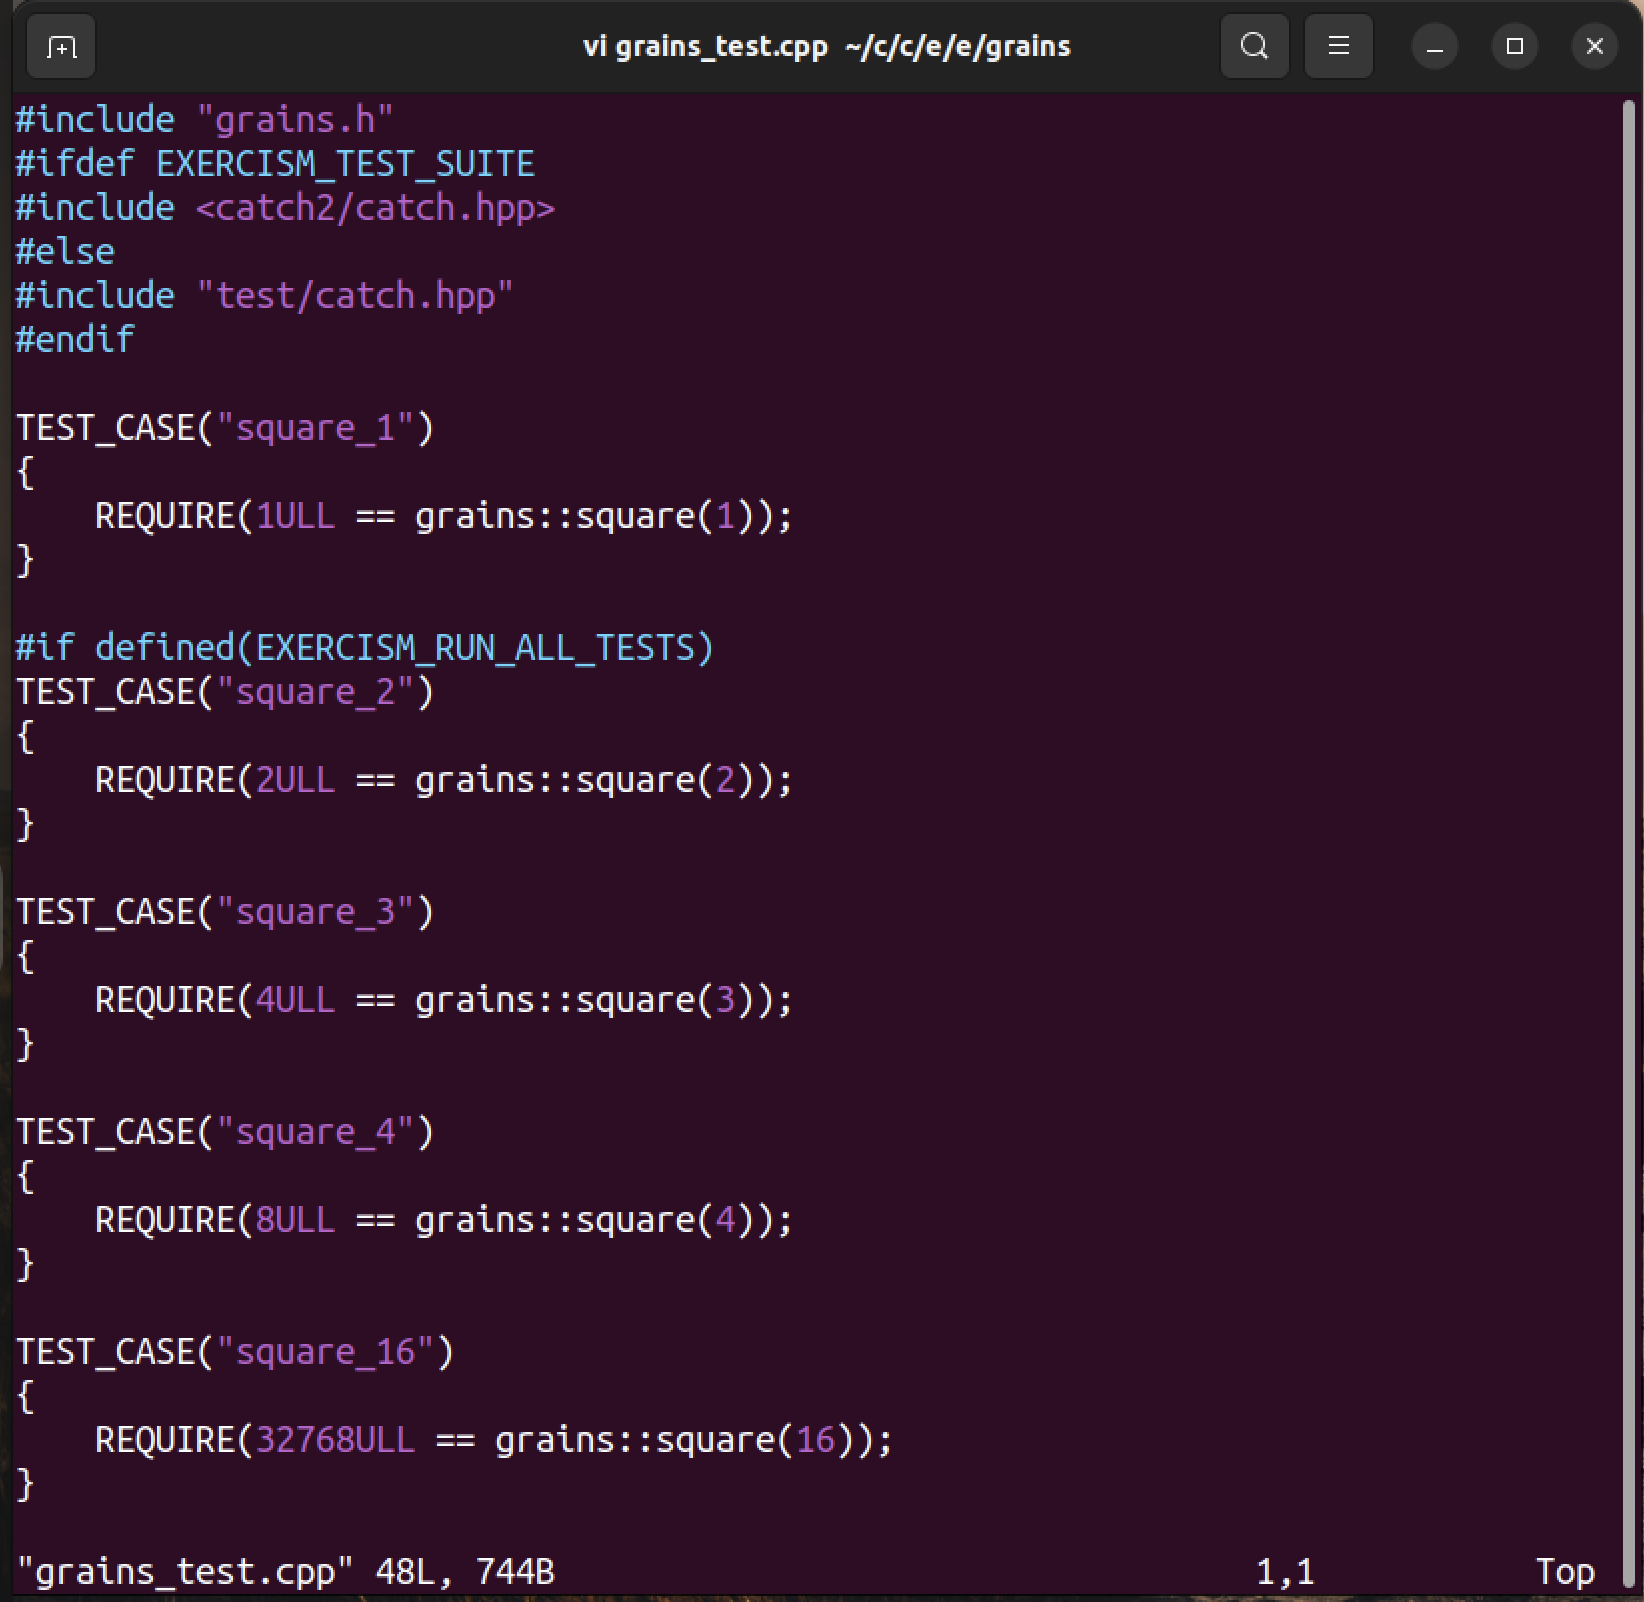 vi grains_test.cpp ~/c/c/e/e/grains
#include "grains.h"
#ifdef EXERCISM_TEST_SUITE
#include <catch2/catch.hpp>
#else
#include "test/catch.hpp"
#endif

TEST_CASE("square_1")
{
    REQUIRE(1ULL == grains::square(1));
}

#if defined(EXERCISM_RUN_ALL_TESTS)
TEST_CASE("square_2")
{
    REQUIRE(2ULL == grains::square(2));
}

TEST_CASE("square_3")
{
    REQUIRE(4ULL == grains::square(3));
}

TEST_CASE("square_4")
{
    REQUIRE(8ULL == grains::square(4));
}

TEST_CASE("square_16")
{
    REQUIRE(32768ULL == grains::square(16));
}

"grains_test.cpp" 48L, 744B 1,1 Top